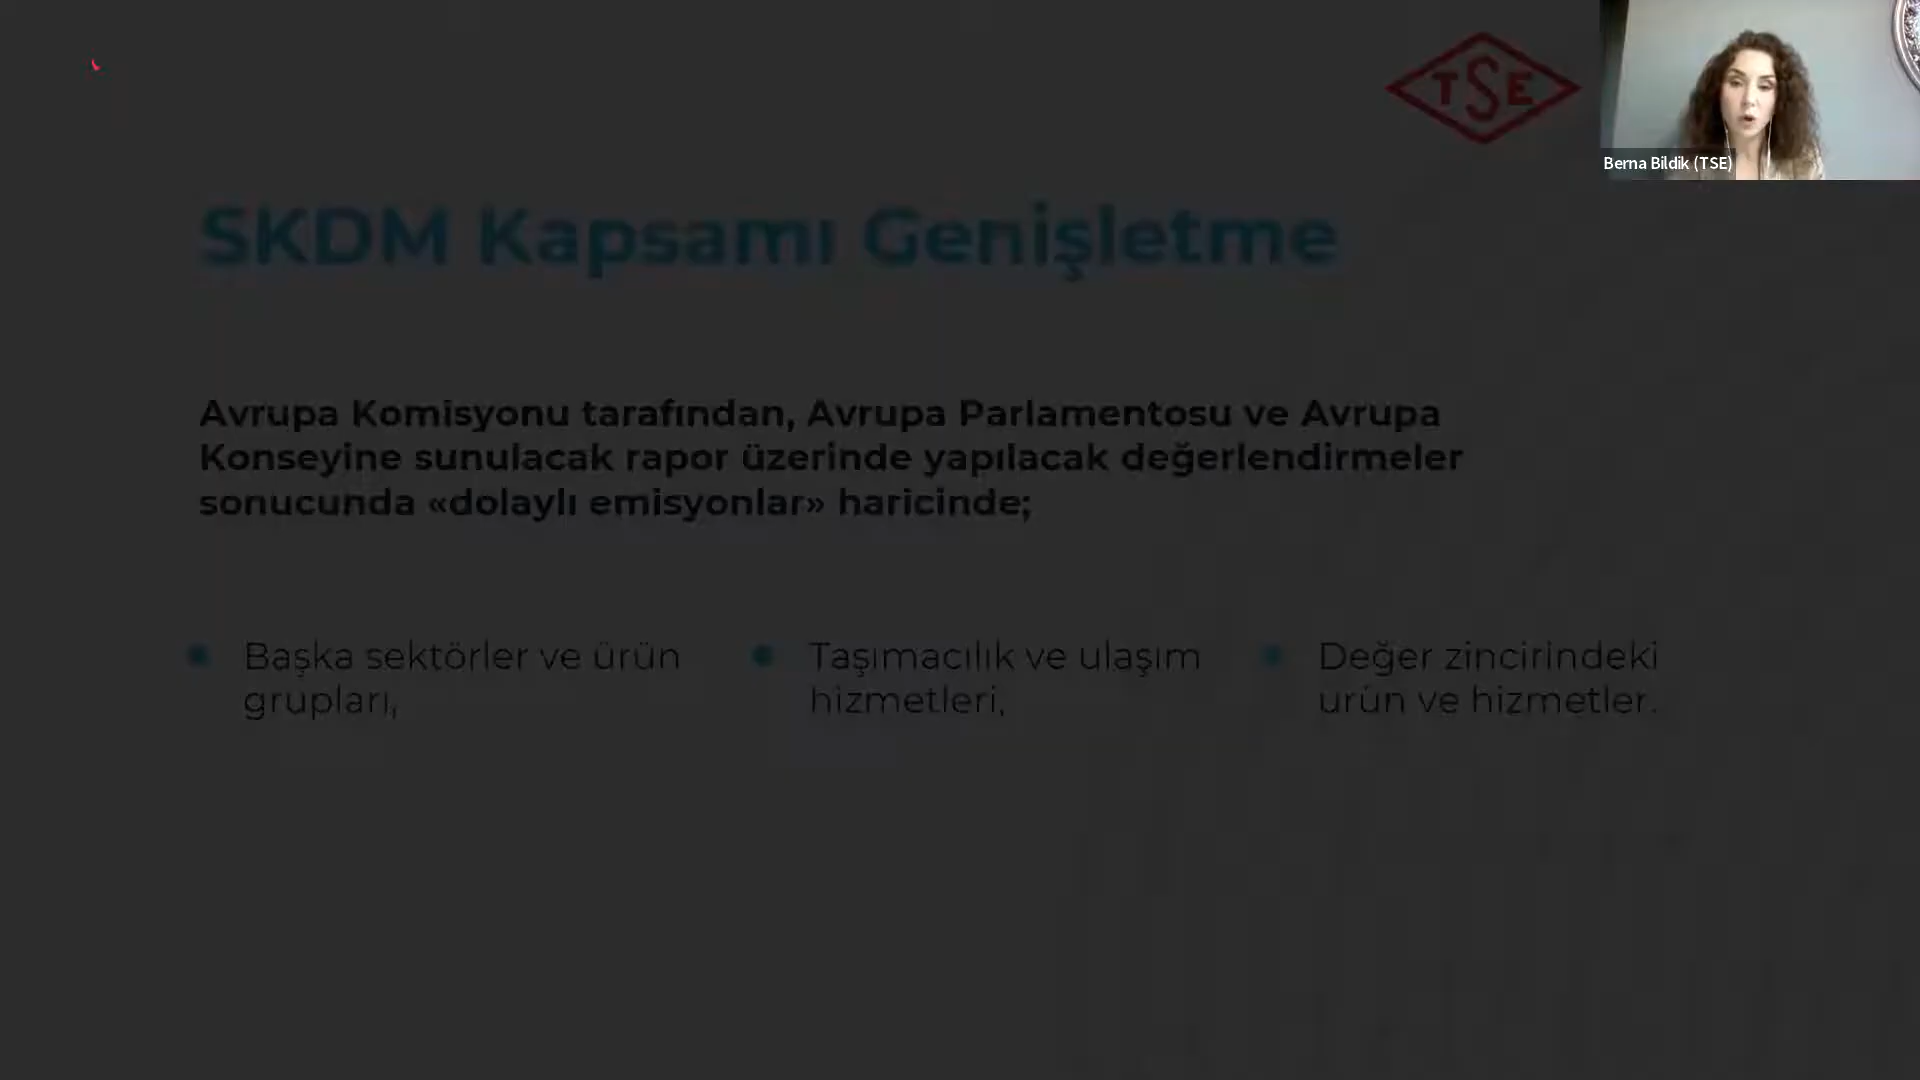 TSE
Berna Bildik (TSE)
SKDM Kapsamı Genişletme
Avrupa Komisyonu tarafından, Avrupa Parlamentosu ve Avrupa
Konseyine sunulacak rapor üzerinde yapılacak değerlendirmeler
sonucunda «dolaylı emisyonlar» haricinde;
Başka sektörler ve ürün
grupları,
Taşımacılık ve ulaşım
hizmetleri,
Değer zincirindeki
ürün ve hizmetler.